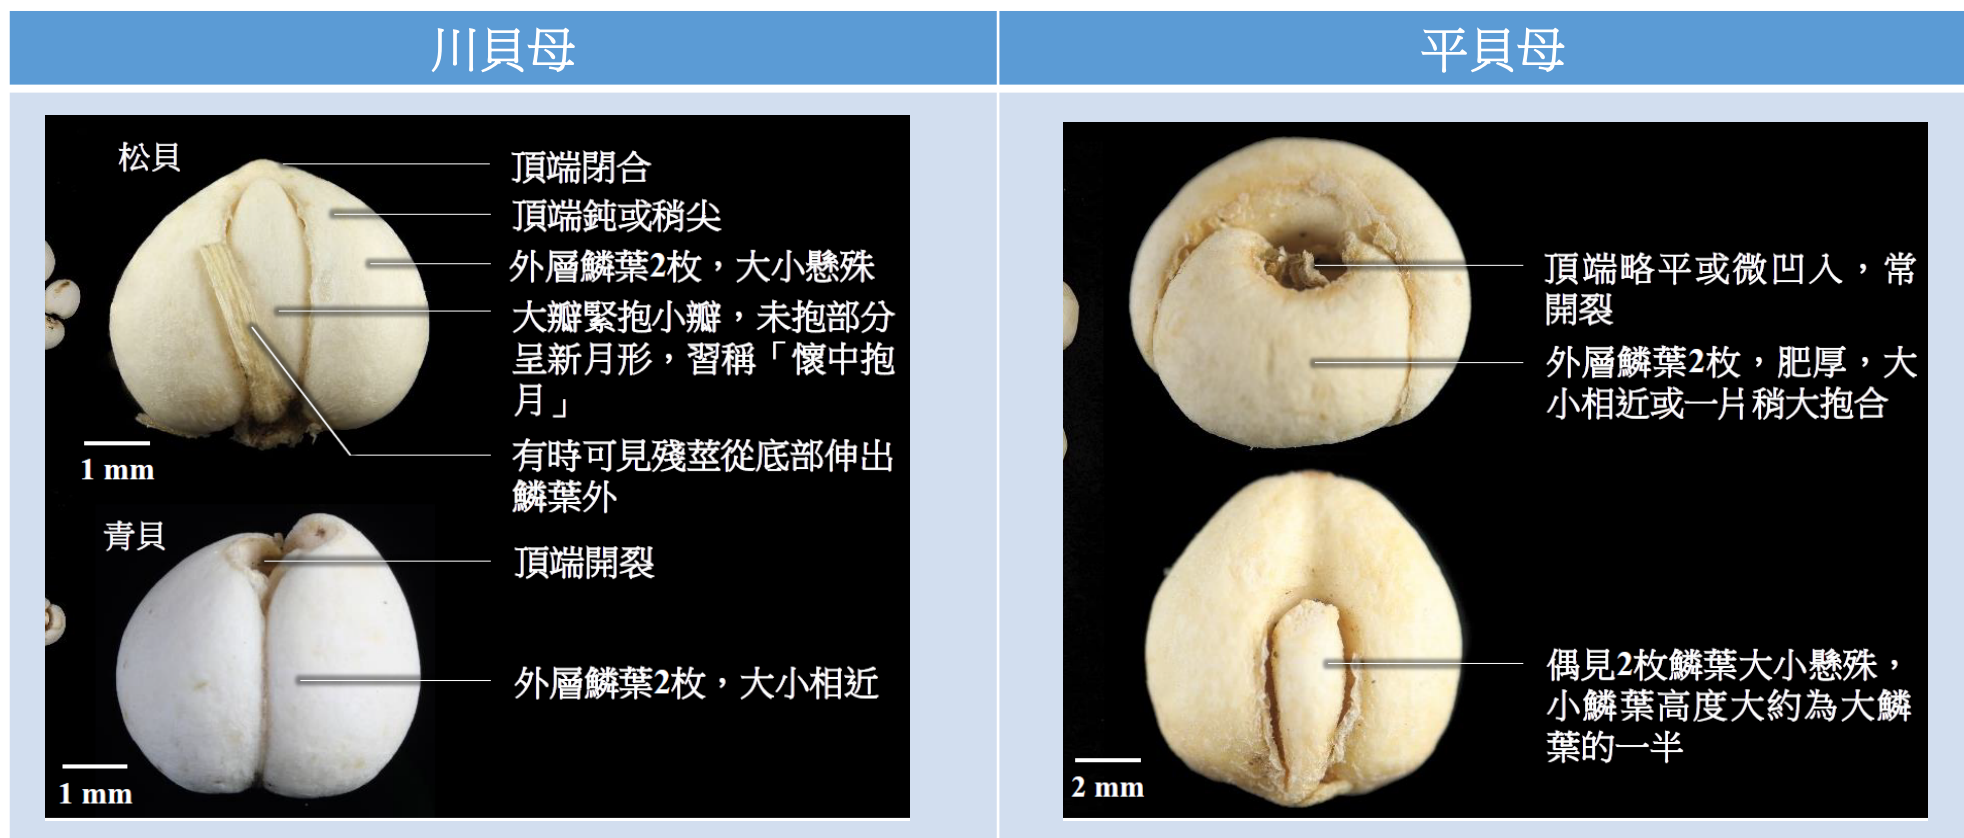 川貝母
平貝母
松貝
頂端閉合
頂端鈍或稍尖
外層鱗葉2枚，大小懸殊
大瓣緊抱小瓣，未抱部分
呈新月形，習稱「懷中抱
月」
有時可見殘莖從底部伸出
鱗葉外
1 mm
青貝
頂端開裂
外層鱗葉2枚，大小相近
1 mm
頂端略平或微凹入，常
開裂
外層鱗葉2枚，肥厚，大
小相近或一片稍大抱合
偶見2枚鱗葉大小懸殊，
小鱗葉高度大約為大鱗
葉的一半
2 mm